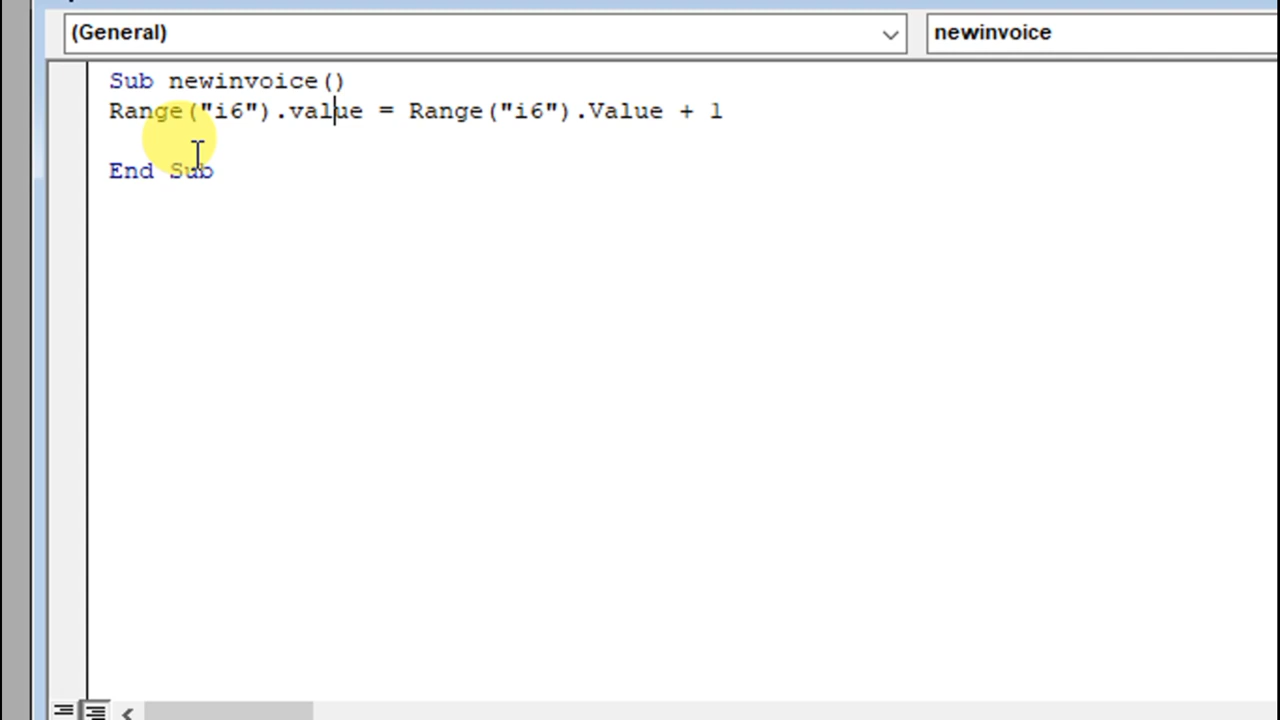 (General)
newinvoice
Sub newinvoice()
Range("i6").value = Range("i6").Value + 1
End Sub